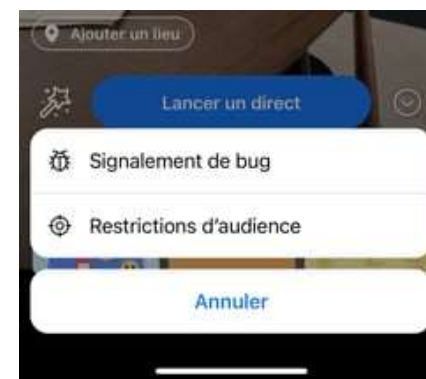 Ajouter un lieu
Lancer un direct
Signalement de bug
Restrictions d'audience
Annuler